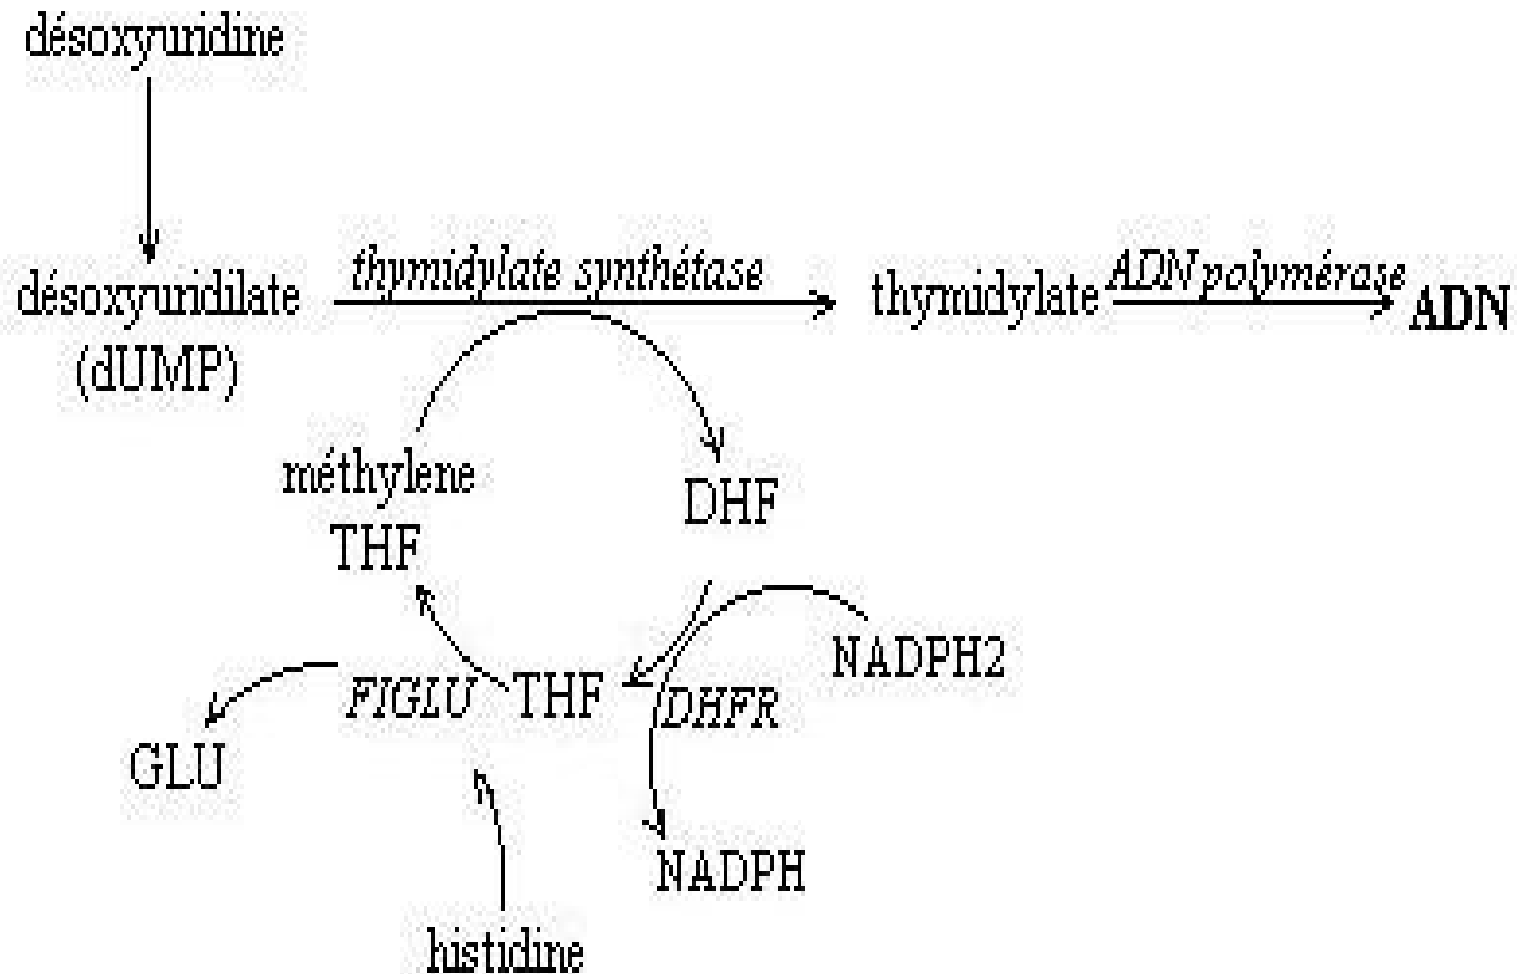 désoxyuridine
thymidylate synthétase
ADN polymérase
désoxyuridilate
thymidylate
ADN
(dUMP)
méthylene
THF
DHF
NADPH2
FIGLU
THF
DHFR
GLU
NADPH
histidine